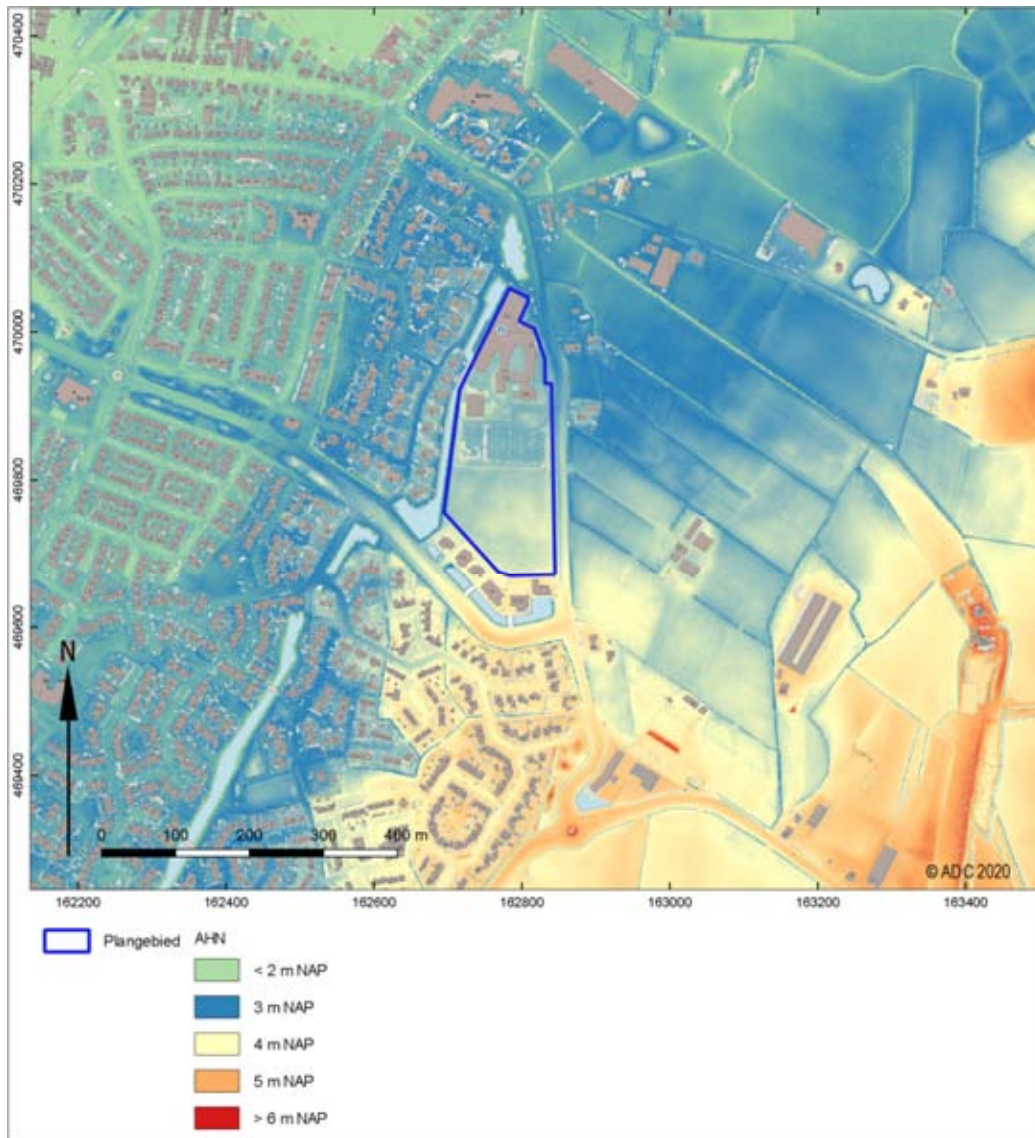 470400
470200
470000
469800
469600
469400
N
0 100 200 300 400 m
© ADC 2020
162200 162400 162600 162800 163000 163200 163400
Plangebied AHN
< 2 m NAP
3 m NAP
4 m NAP
5 m NAP
> 6 m NAP